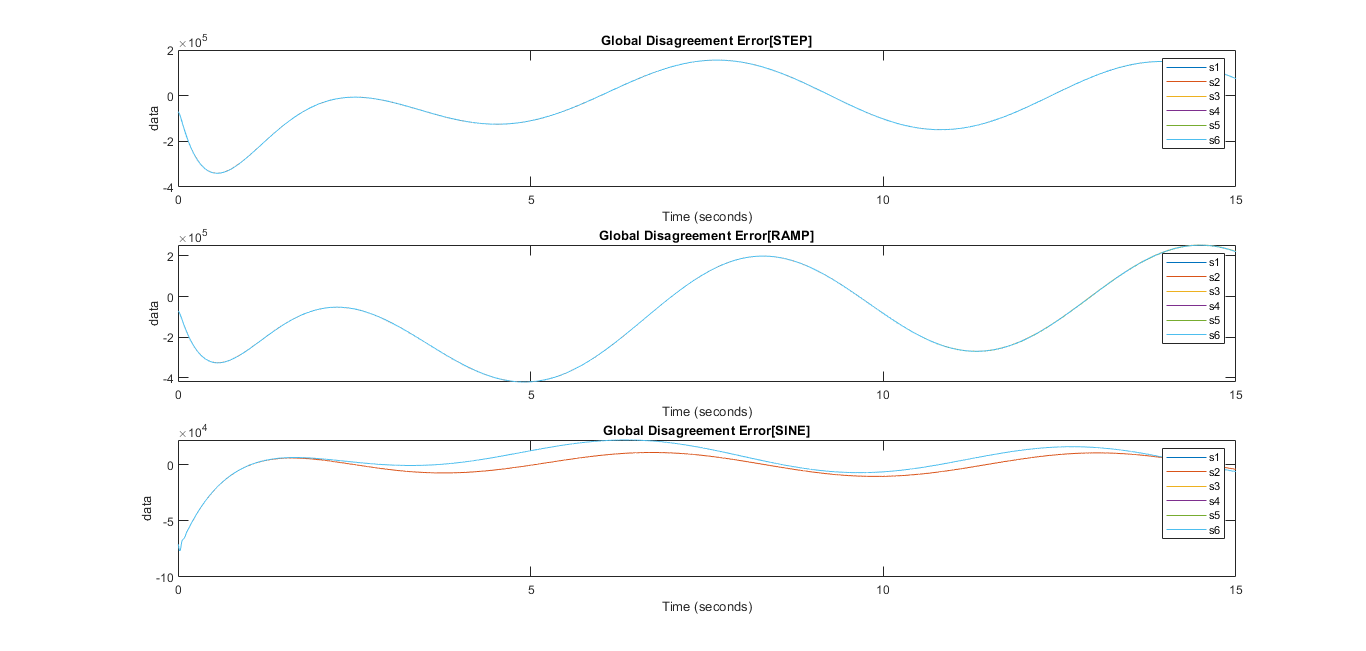 Global Disagreement Error[STEP]
×10^5
2
0
-2
-4
data
0 5 10 15
Time (seconds)
s1
s2
s3
s4
s5
s6
Global Disagreement Error[RAMP]
×10^5
2
0
-2
-4
data
0 5 10 15
Time (seconds)
s1
s2
s3
s4
s5
s6
Global Disagreement Error[SINE]
×10^4
0
-5
-10
data
0 5 10 15
Time (seconds)
s1
s2
s3
s4
s5
s6